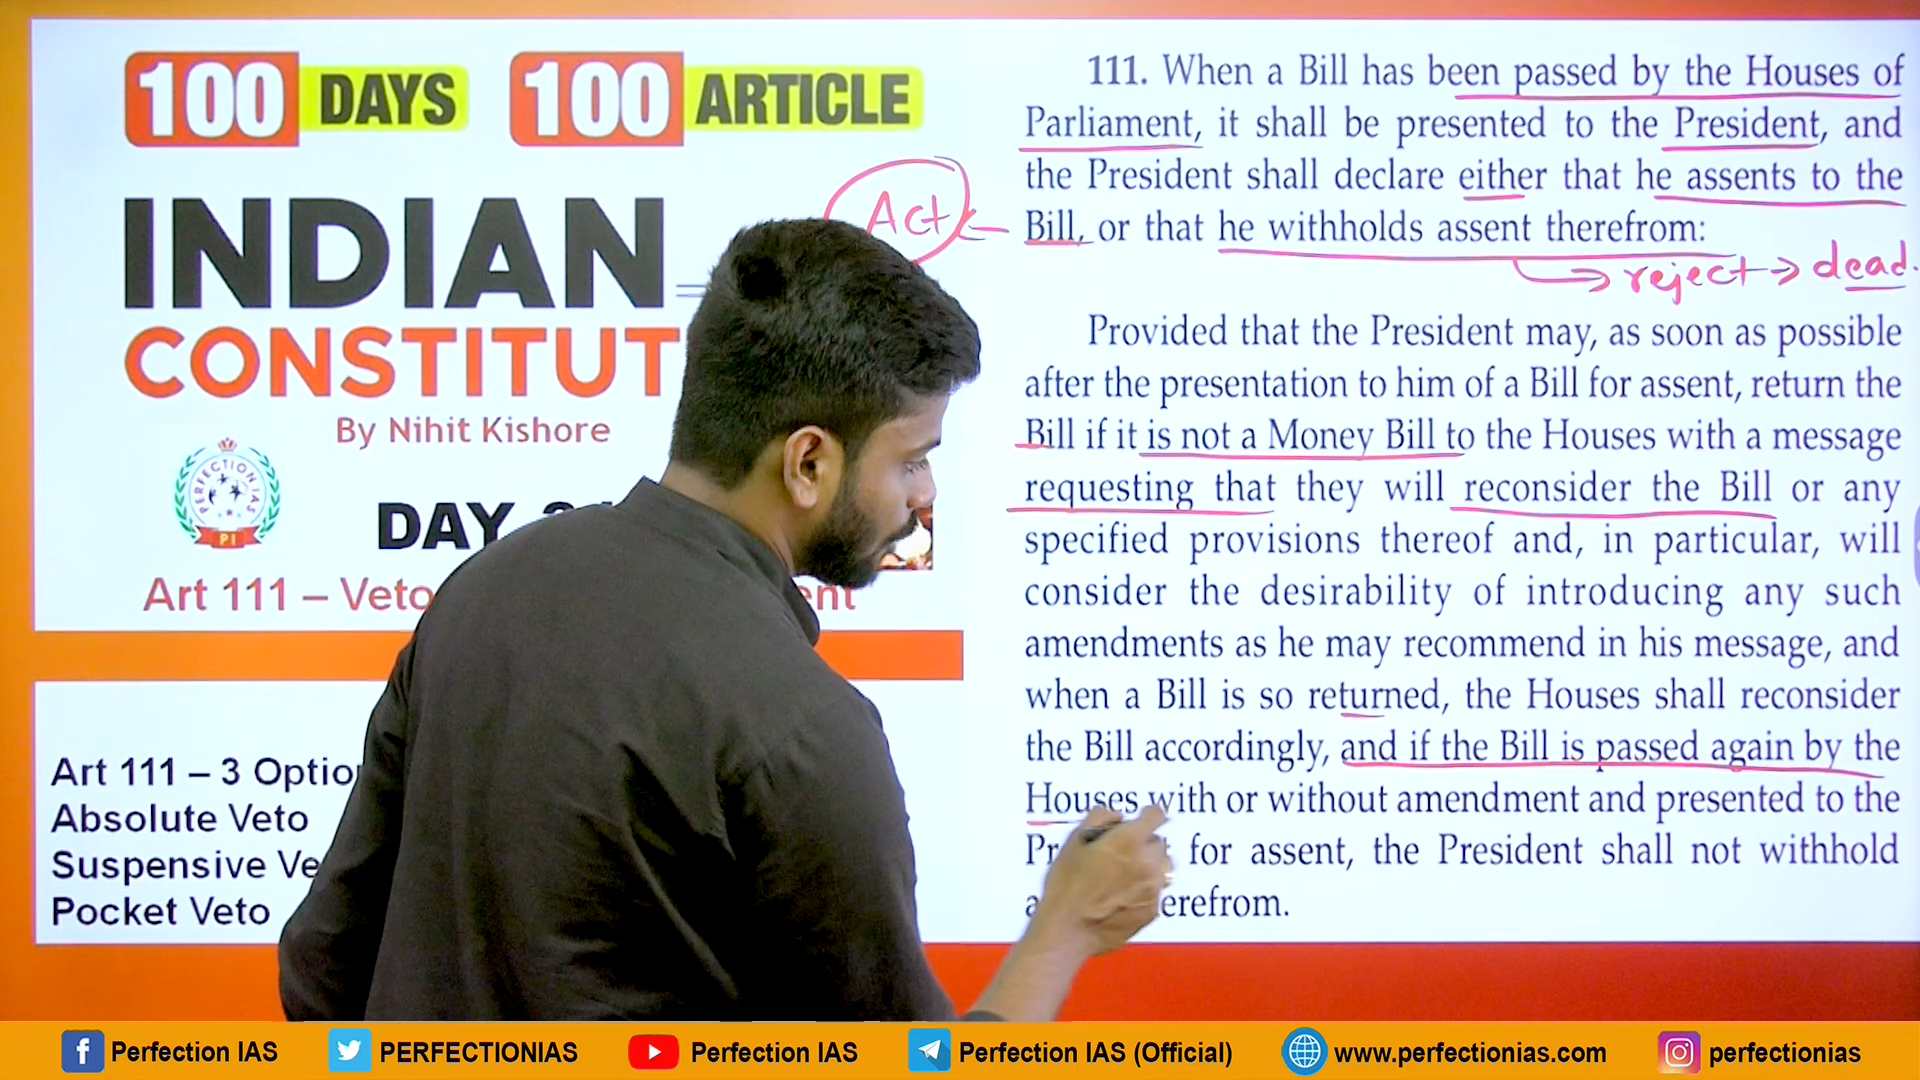 100 DAYS 100 ARTICLE
INDIAN
CONSTITUT
By Nihit Kishore
PERFECTION IAS
PI
DAY
Art 111 – Veto
Art 111 – 3
Absolute Veto
Suspensive
Pocket Veto
Act
111. When a Bill has been passed by the Houses of
Parliament, it shall be presented to the President, and
the President shall declare either that he assents to the
Bill, or that he withholds assent therefrom:
reject → dead.
Provided that the President may, as soon as possible
after the presentation to him of a Bill for assent, return the
Bill if it is not a Money Bill to the Houses with a message
requesting that they will reconsider the Bill or any
specified provisions thereof and, in particular, will
consider the desirability of introducing any such
amendments as he may recommend in his message, and
when a Bill is so returned, the Houses shall reconsider
the Bill accordingly, and if the Bill is passed again by the
Houses with or without amendment and presented to the
for assent, the President shall not withhold
erefrom.
Perfection IAS
PERFECTIONIAS
Perfection IAS
Perfection IAS (Official)
www.perfectionias.com
perfectionias